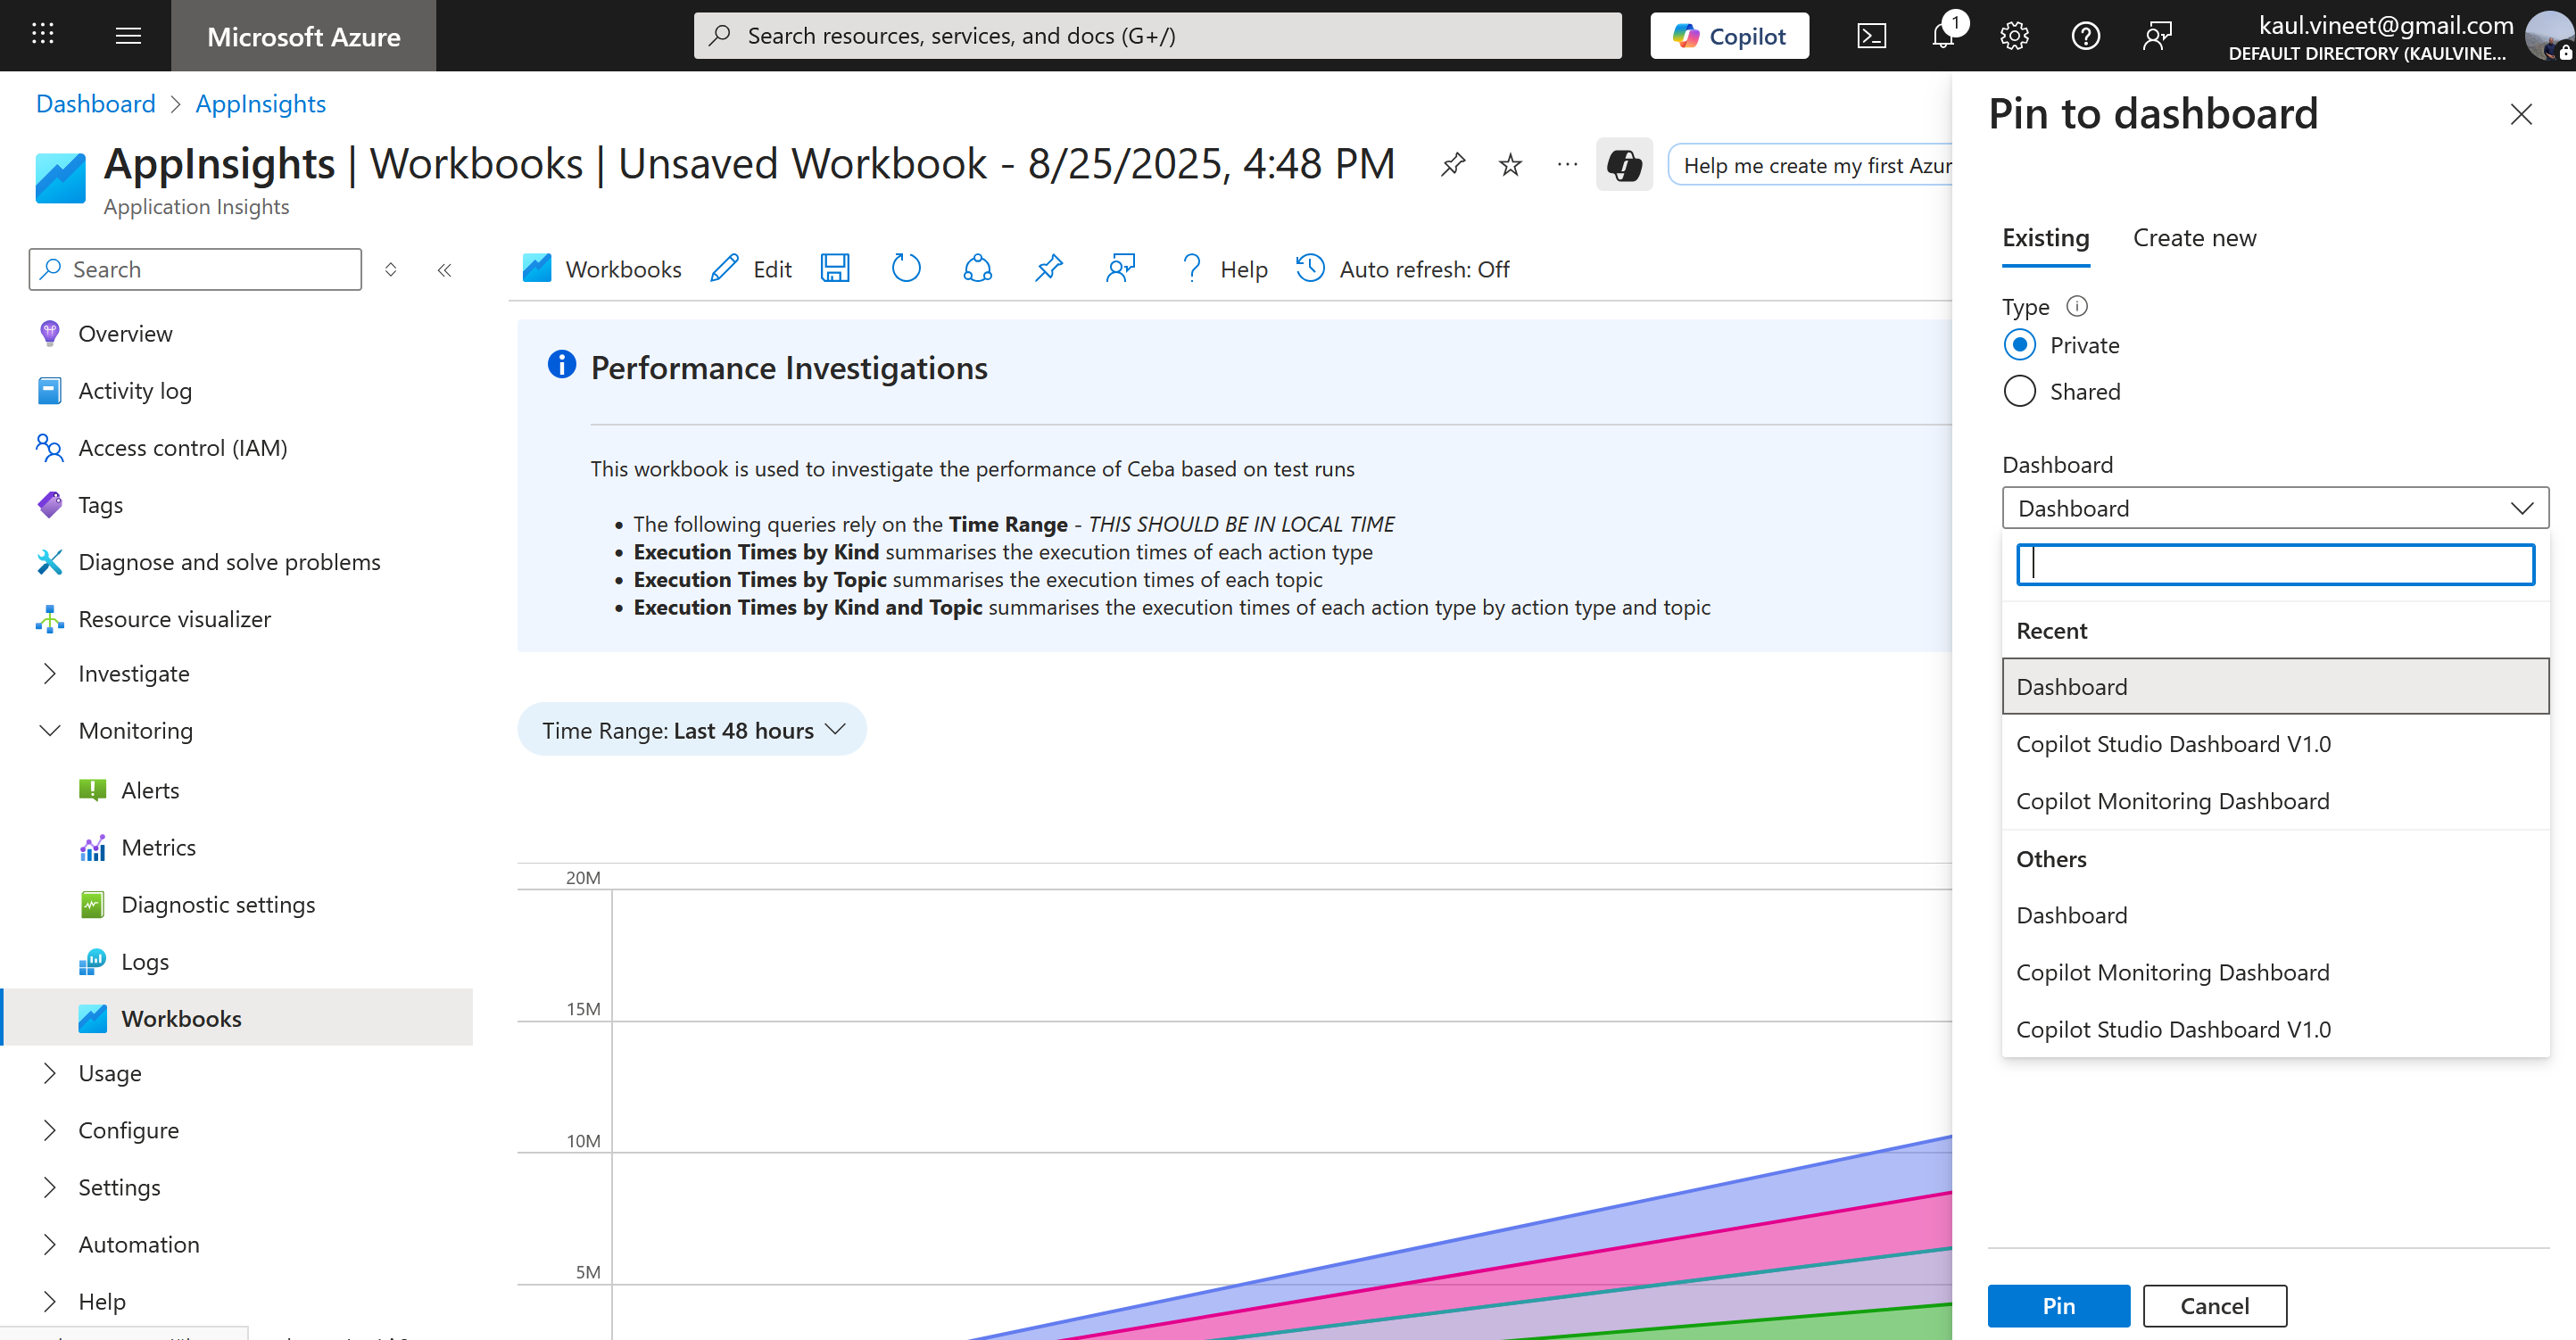 Microsoft Azure
Search resources, services, and docs (G+/)
Copilot
1
kaul.vineet@gmail.com
DEFAULT DIRECTORY (KAULVINE...
Dashboard > AppInsights
AppInsights | Workbooks | Unsaved Workbook - 8/25/2025, 4:48 PM
Help me create my first Azur
Application Insights
Search
Overview
Activity log
Access control (IAM)
Tags
Diagnose and solve problems
Resource visualizer
Investigate
Monitoring
Alerts
Metrics
Diagnostic settings
Logs
Workbooks
Usage
Configure
Settings
Automation
Help
Workbooks Edit Help Auto refresh: Off
Performance Investigations
This workbook is used to investigate the performance of Ceba based on test runs
• The following queries rely on the Time Range - THIS SHOULD BE IN LOCAL TIME
• Execution Times by Kind summarises the execution times of each action type
• Execution Times by Topic summarises the execution times of each topic
• Execution Times by Kind and Topic summarises the execution times of each action type by action type and topic
Time Range: Last 48 hours
20M
15M
10M
5M
Pin to dashboard
Existing Create new
Type
Private
Shared
Dashboard
Dashboard
Recent
Dashboard
Copilot Studio Dashboard V1.0
Copilot Monitoring Dashboard
Others
Dashboard
Copilot Monitoring Dashboard
Copilot Studio Dashboard V1.0
Pin Cancel